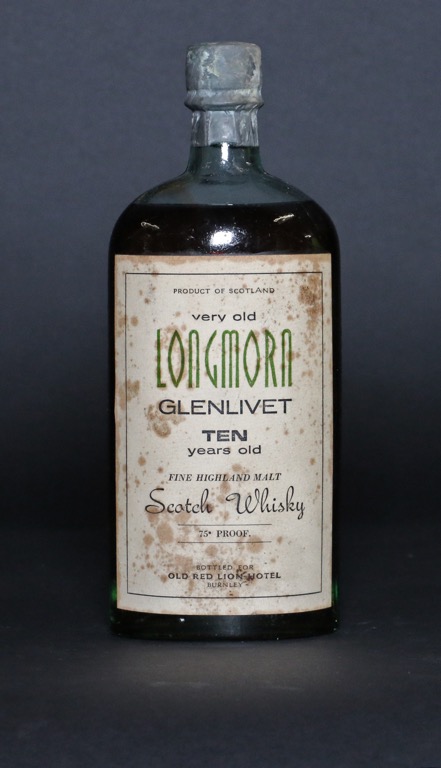 PRODUCT OF SCOTLAND
very old
LONGMORN
GLENLIVET
TEN
years old
FINE HIGHLAND MALT
Scotch Whisky
75° PROOF.
BOTTLED FOR
OLD RED LION HOTEL
BURNLEY